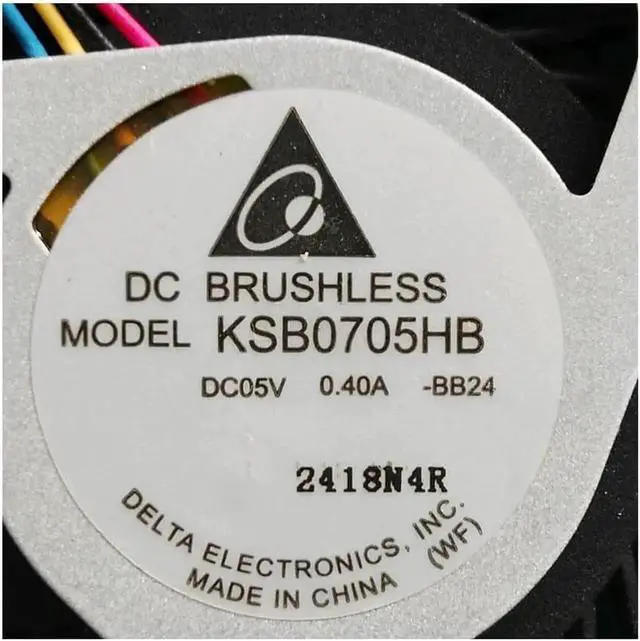 DC BRUSHLESS
MODEL KSB0705HB
DC05V 0.40A -BB24
2418N4R
DELTA ELECTRONICS, INC.
MADE IN CHINA (WF)